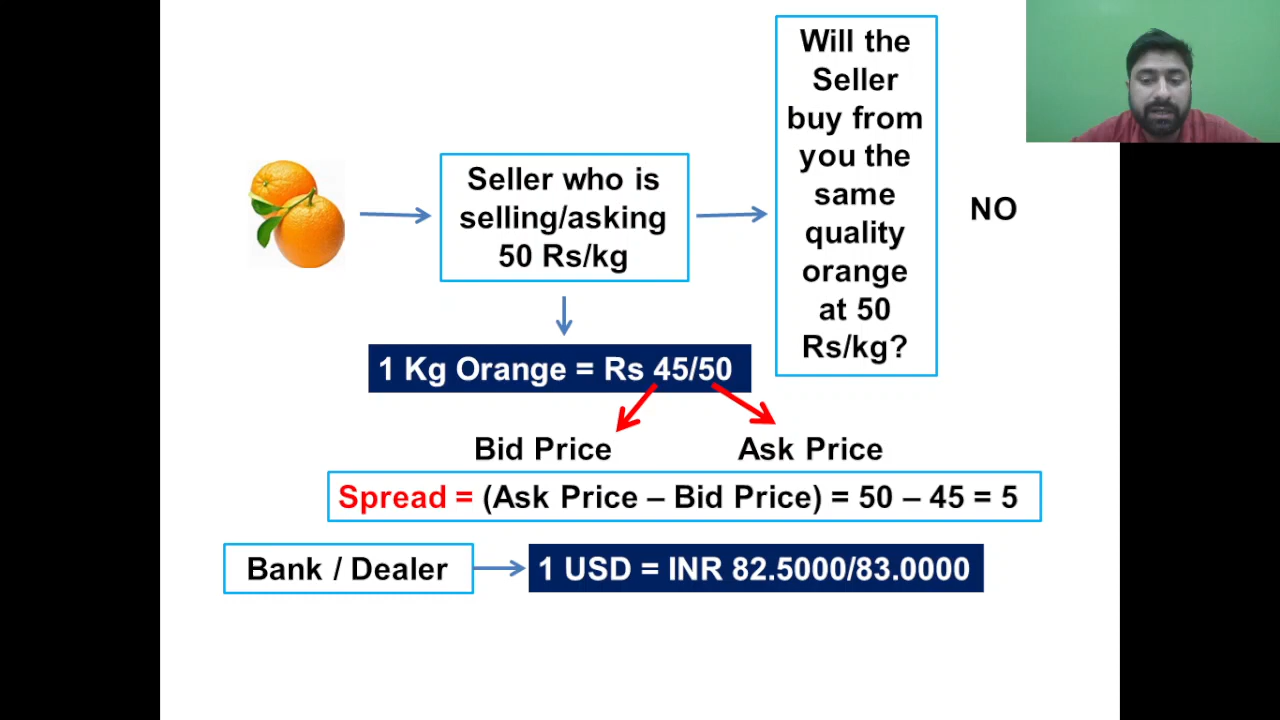 Will the
Seller
buy from
you the
same
quality
orange
at 50
Rs/kg?
Seller who is
selling/asking
50 Rs/kg
NO
1 Kg Orange = Rs 45/50
Bid Price
Ask Price
Spread = (Ask Price – Bid Price) = 50 – 45 = 5
Bank / Dealer
1 USD = INR 82.5000/83.0000